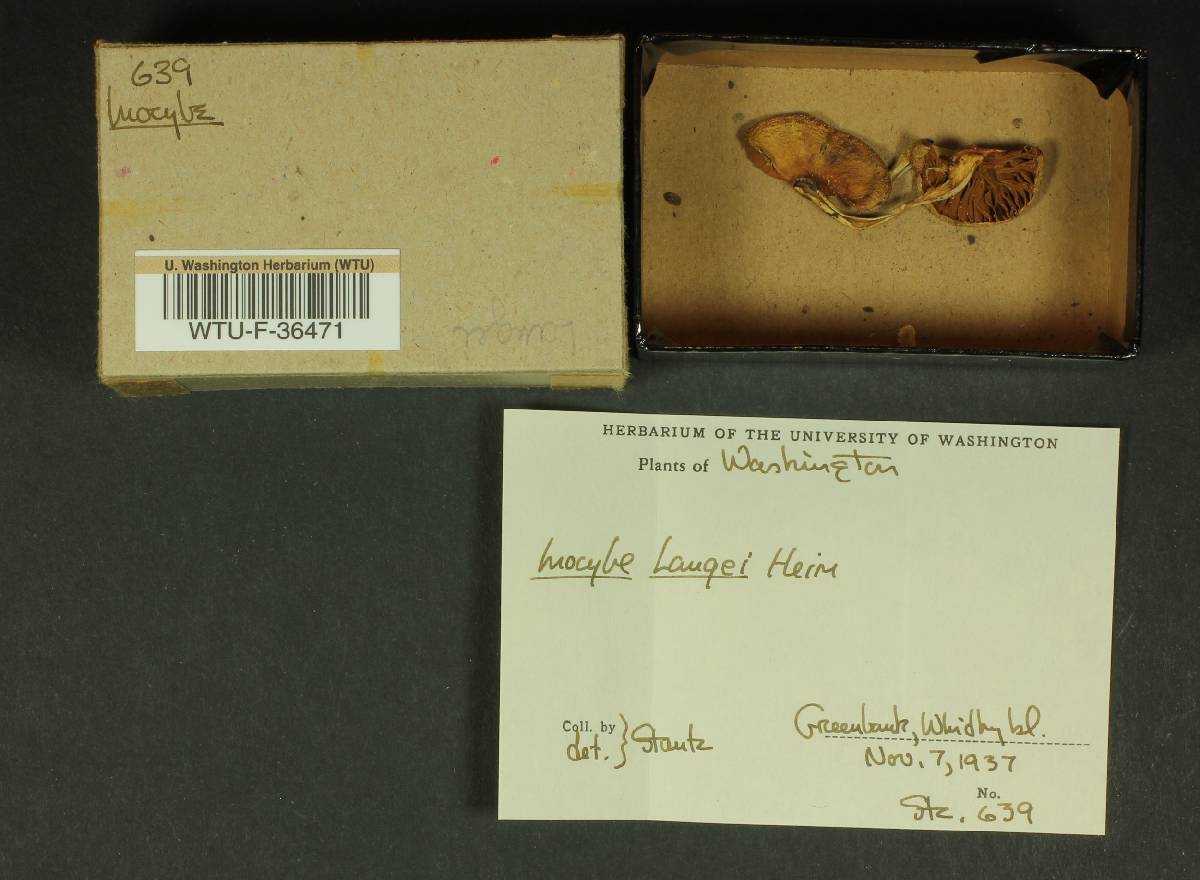 639
Inocybe
U. Washington Herbarium (WTU)
WTU-F-36471
Langei
HERBARIUM OF THE UNIVERSITY OF WASHINGTON
Plants of Washington
Inocybe Langei Heim
Coll. by
det. } Stuntz
Greenbank, Whidby Isl.
Nov. 7, 1937
No.
Stz. 639